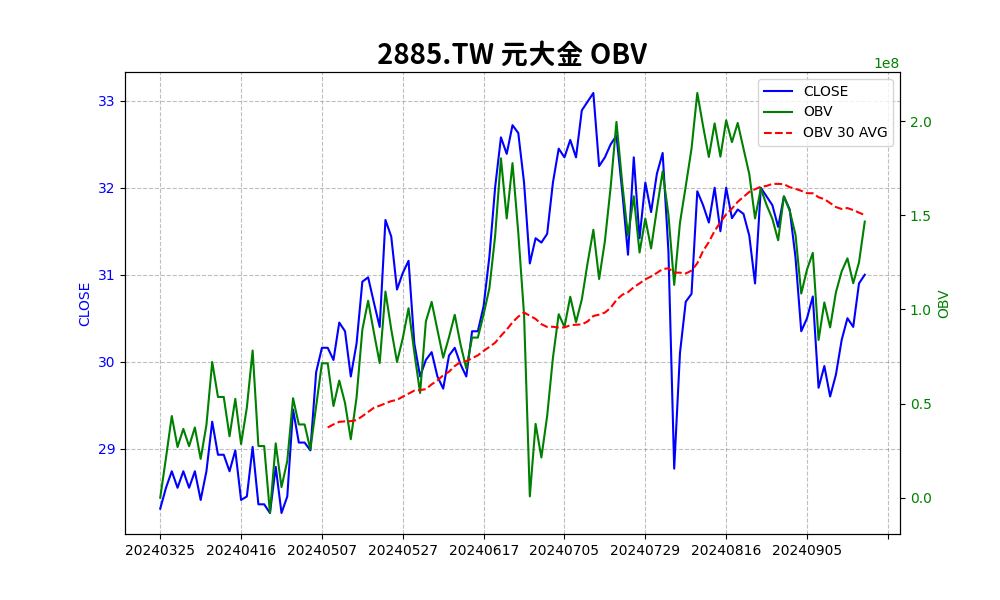 2885.TW 元大金 OBV
1e8
CLOSE
OBV
OBV 30 AVG
33
32
31
30
29
CLOSE
2.0
1.5
1.0
0.5
0.0
OBV
20240325 20240416 20240507 20240527 20240617 20240705 20240729 20240816 20240905